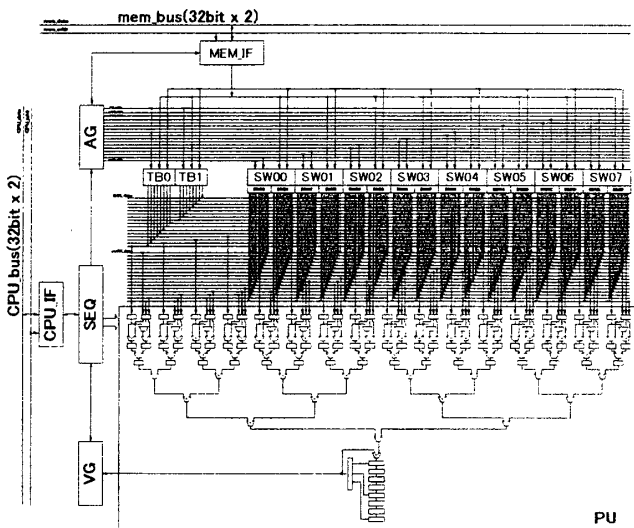 mem_bus(32bit x 2)
MEM_IF
AG
TB0 TB1 SW00 SW01 SW02 SW03 SW04 SW05 SW06 SW07
CPU_bus(32bit x 2)
CPU_IF
SEQ
VG
PU